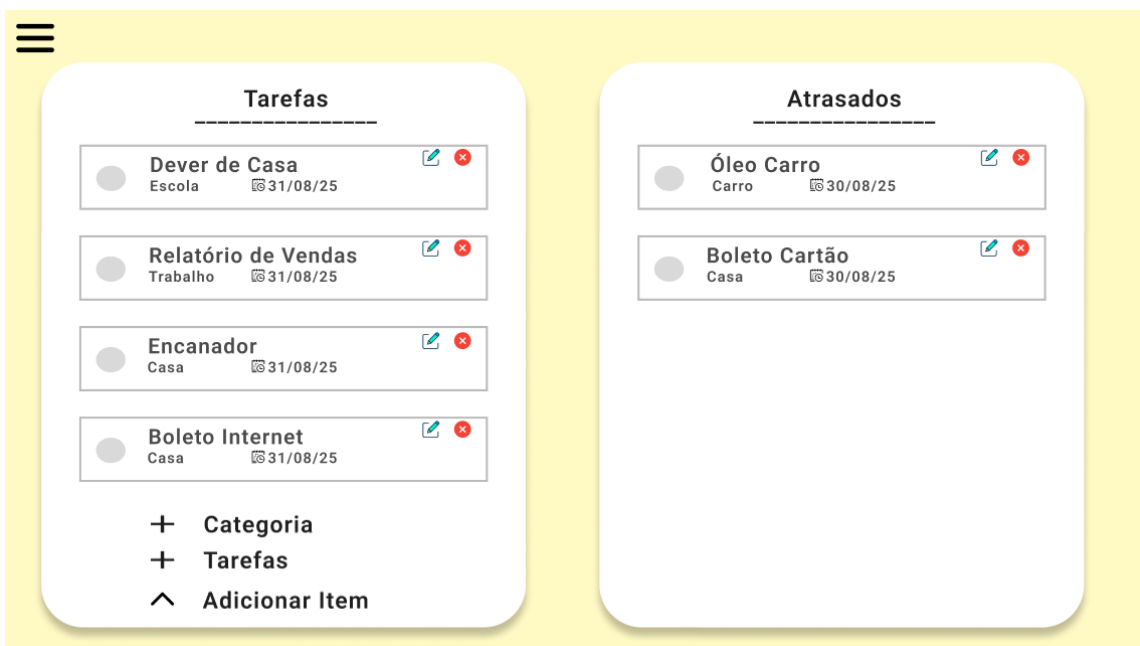 Tarefas
----------------
Dever de Casa
Escola 31/08/25
Relatório de Vendas
Trabalho 31/08/25
Encanador
Casa 31/08/25
Boleto Internet
Casa 31/08/25
+ Categoria
+ Tarefas
Adicionar Item
Atrasados
----------------
Óleo Carro
Carro 30/08/25
Boleto Cartão
Casa 30/08/25